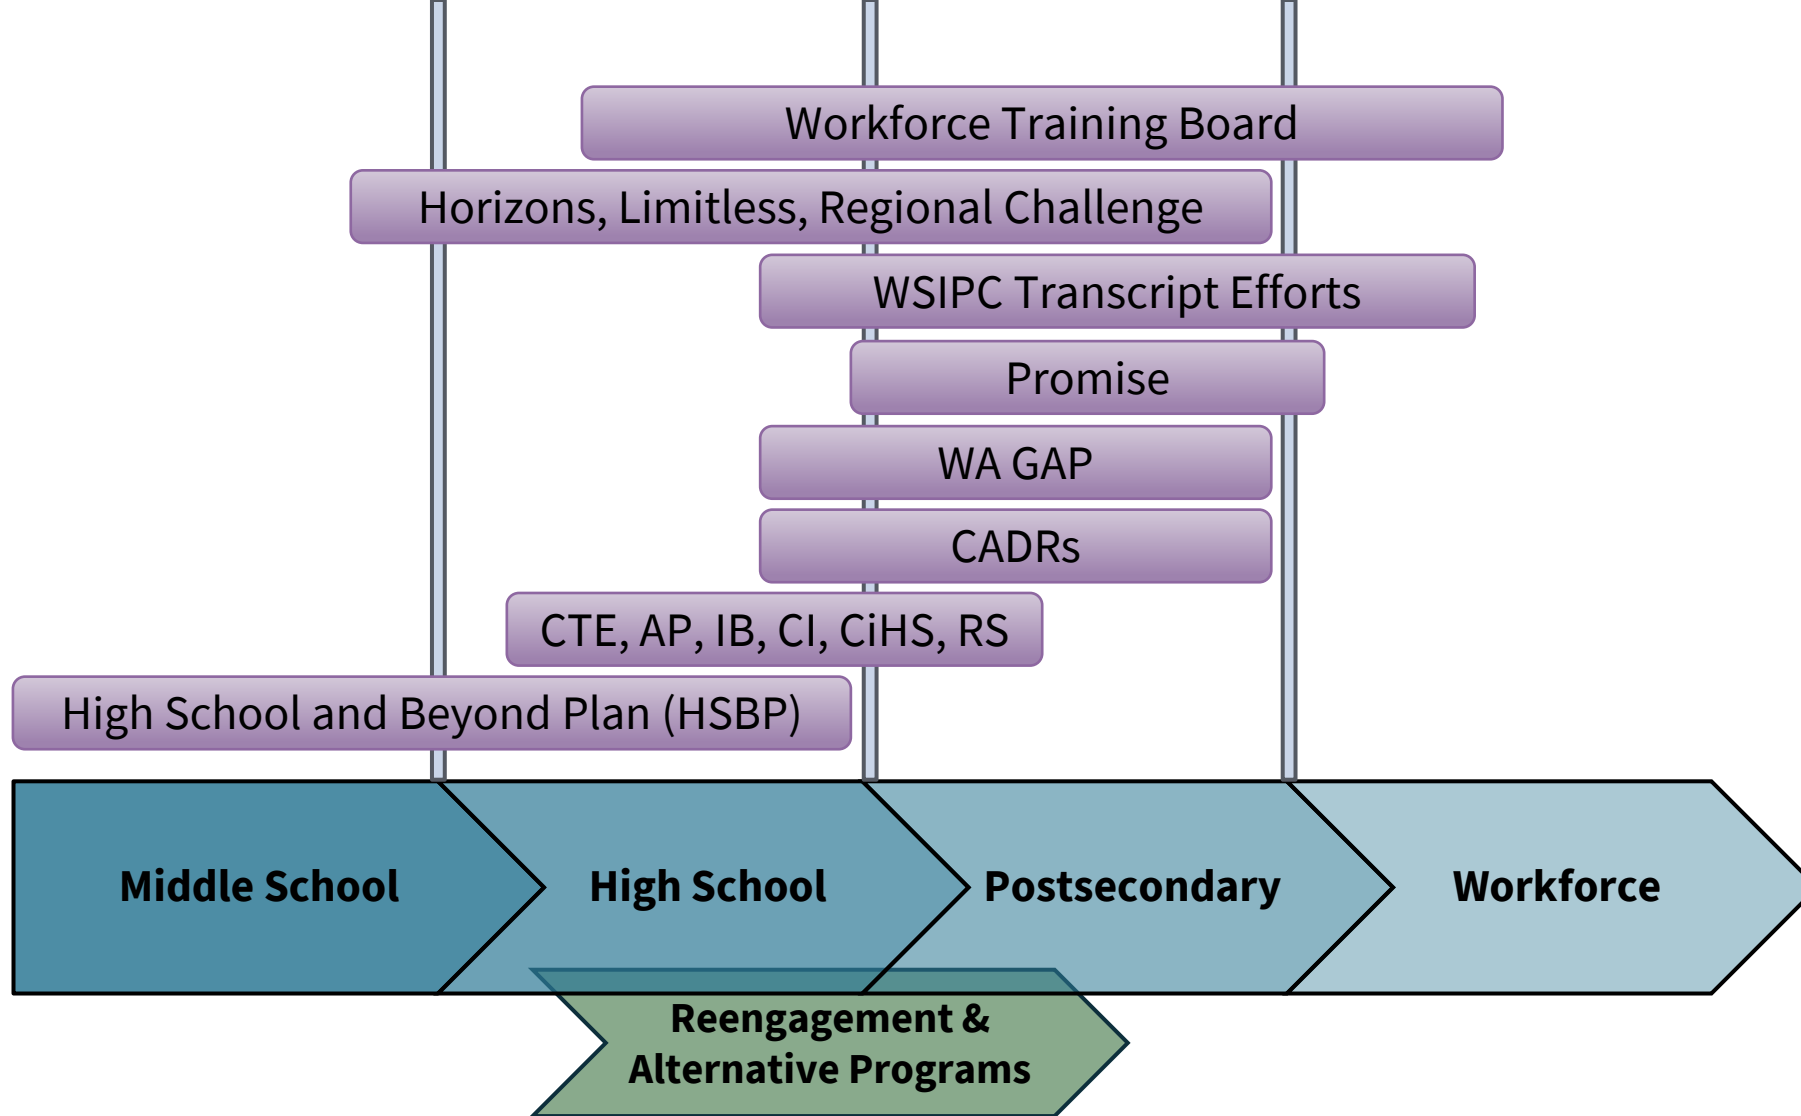 Workforce Training Board
Horizons, Limitless, Regional Challenge
WSIPC Transcript Efforts
Promise
WA GAP
CADRs
CTE, AP, IB, CI, CiHS, RS
High School and Beyond Plan (HSBP)
Middle School
High School
Postsecondary
Workforce
Reengagement &
Alternative Programs